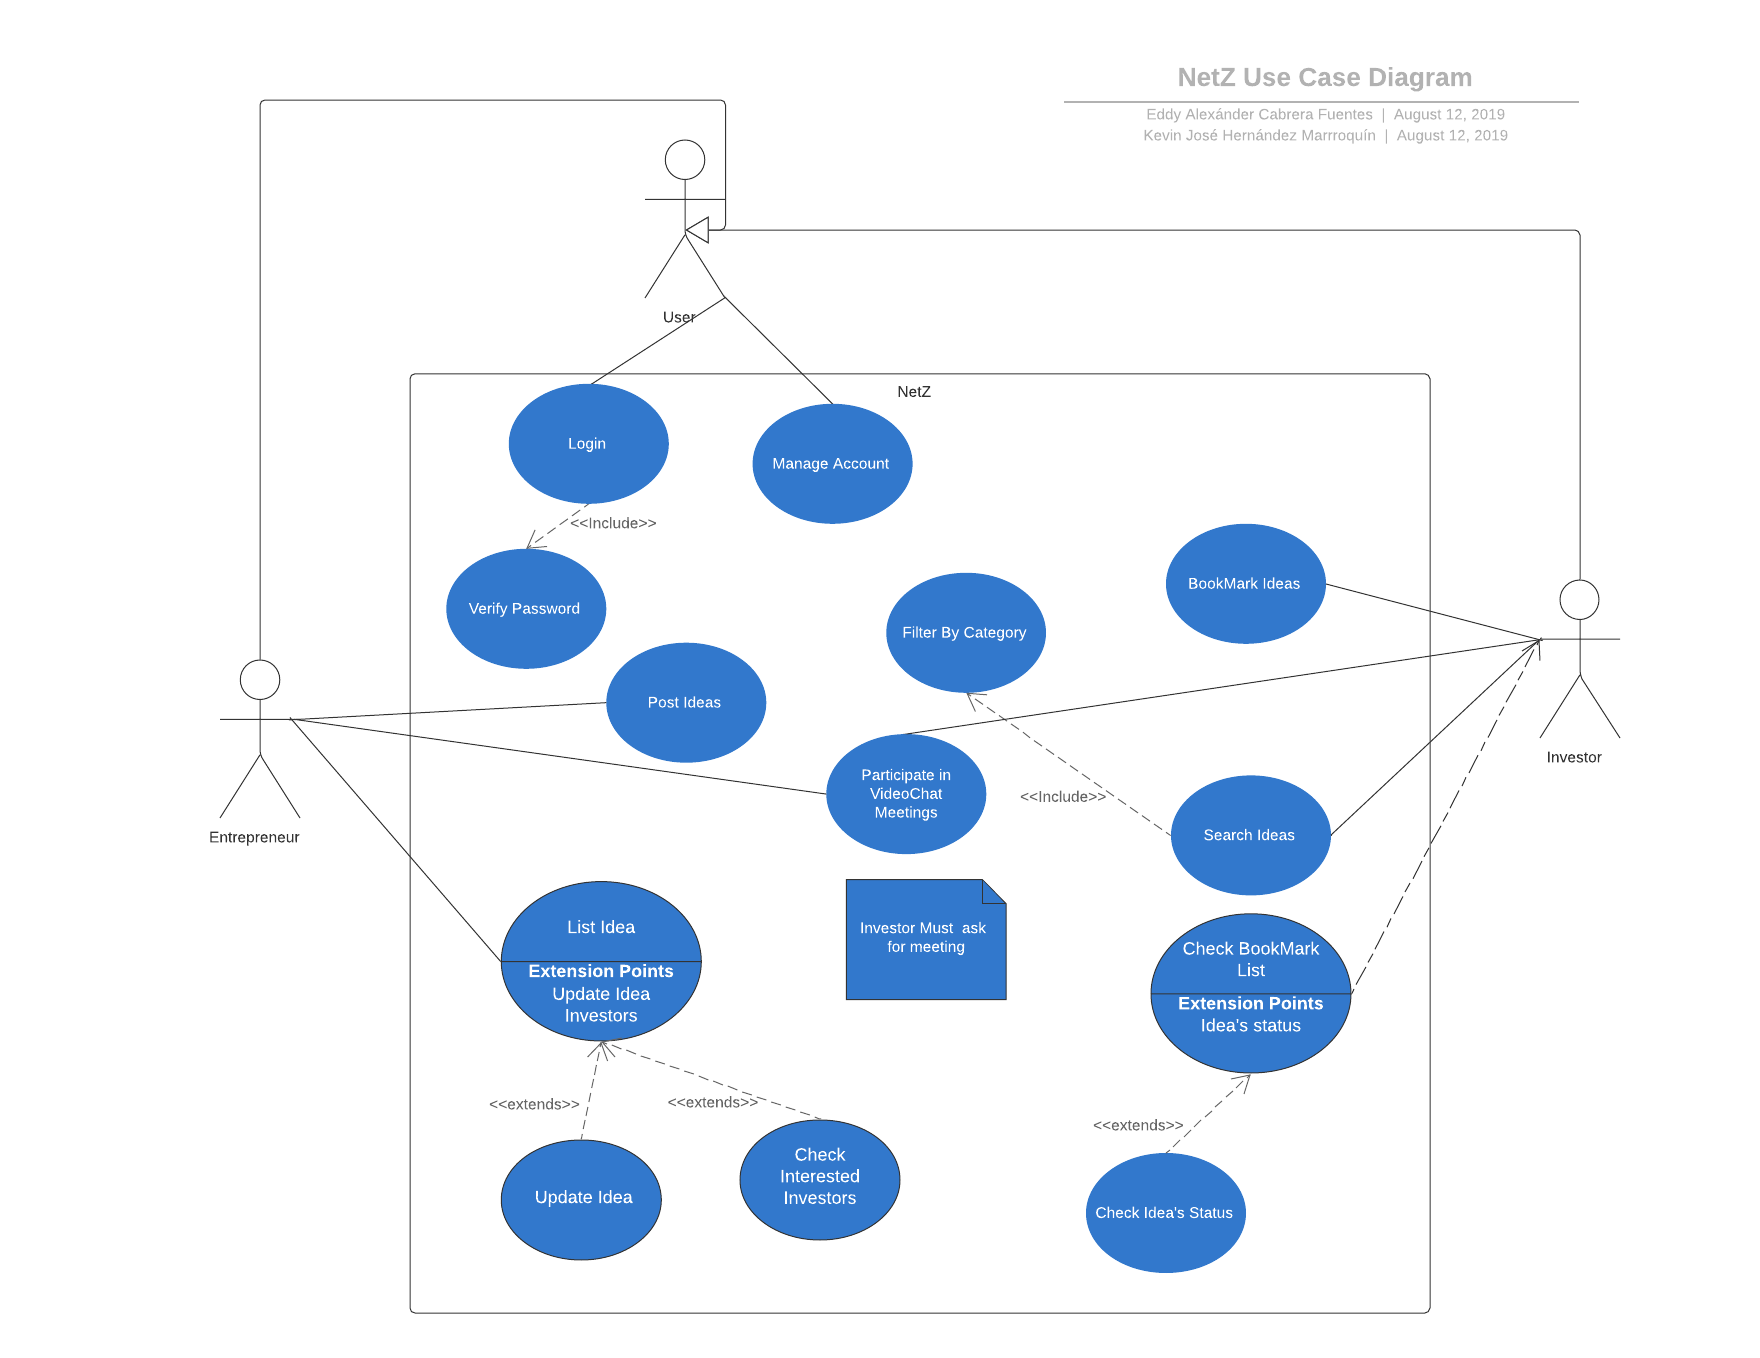 NetZ Use Case Diagram
Eddy Alexánder Cabrera Fuentes | August 12, 2019
Kevin José Hernández Marrroquín | August 12, 2019
User
NetZ
Login
Manage Account
<<Include>>
BookMark Ideas
Verify Password
Filter By Category
Post Ideas
Investor
Participate in
VideoChat
Meetings
<<Include>>
Search Ideas
Entrepreneur
List Idea
Extension Points
Update Idea
Investors
Investor Must ask
for meeting
Check BookMark
List
Extension Points
Idea's status
<<extends>>
<<extends>>
<<extends>>
Update Idea
Check
Interested
Investors
Check Idea's Status